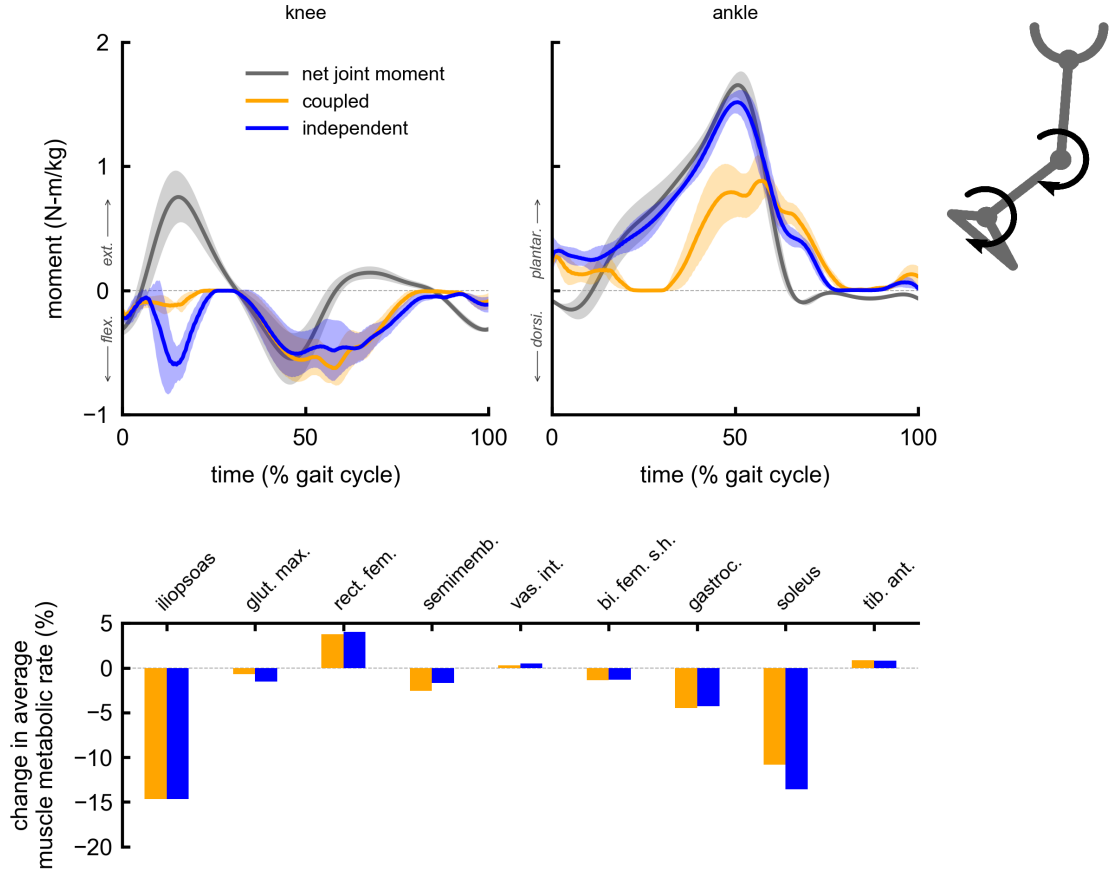 knee
ankle
2
1
0
−1
moment (N-m/kg)
ext.
flex.
net joint moment
coupled
independent
plantar.
dorsi.
0
50
100
0
50
100
time (% gait cycle)
time (% gait cycle)
iliopsoas
glut. max.
rect. fem.
semimemb.
vas. int.
bi. fem. s.h.
gastroc.
soleus
tib. ant.
5
0
−5
−10
−15
−20
change in average
muscle metabolic rate (%)